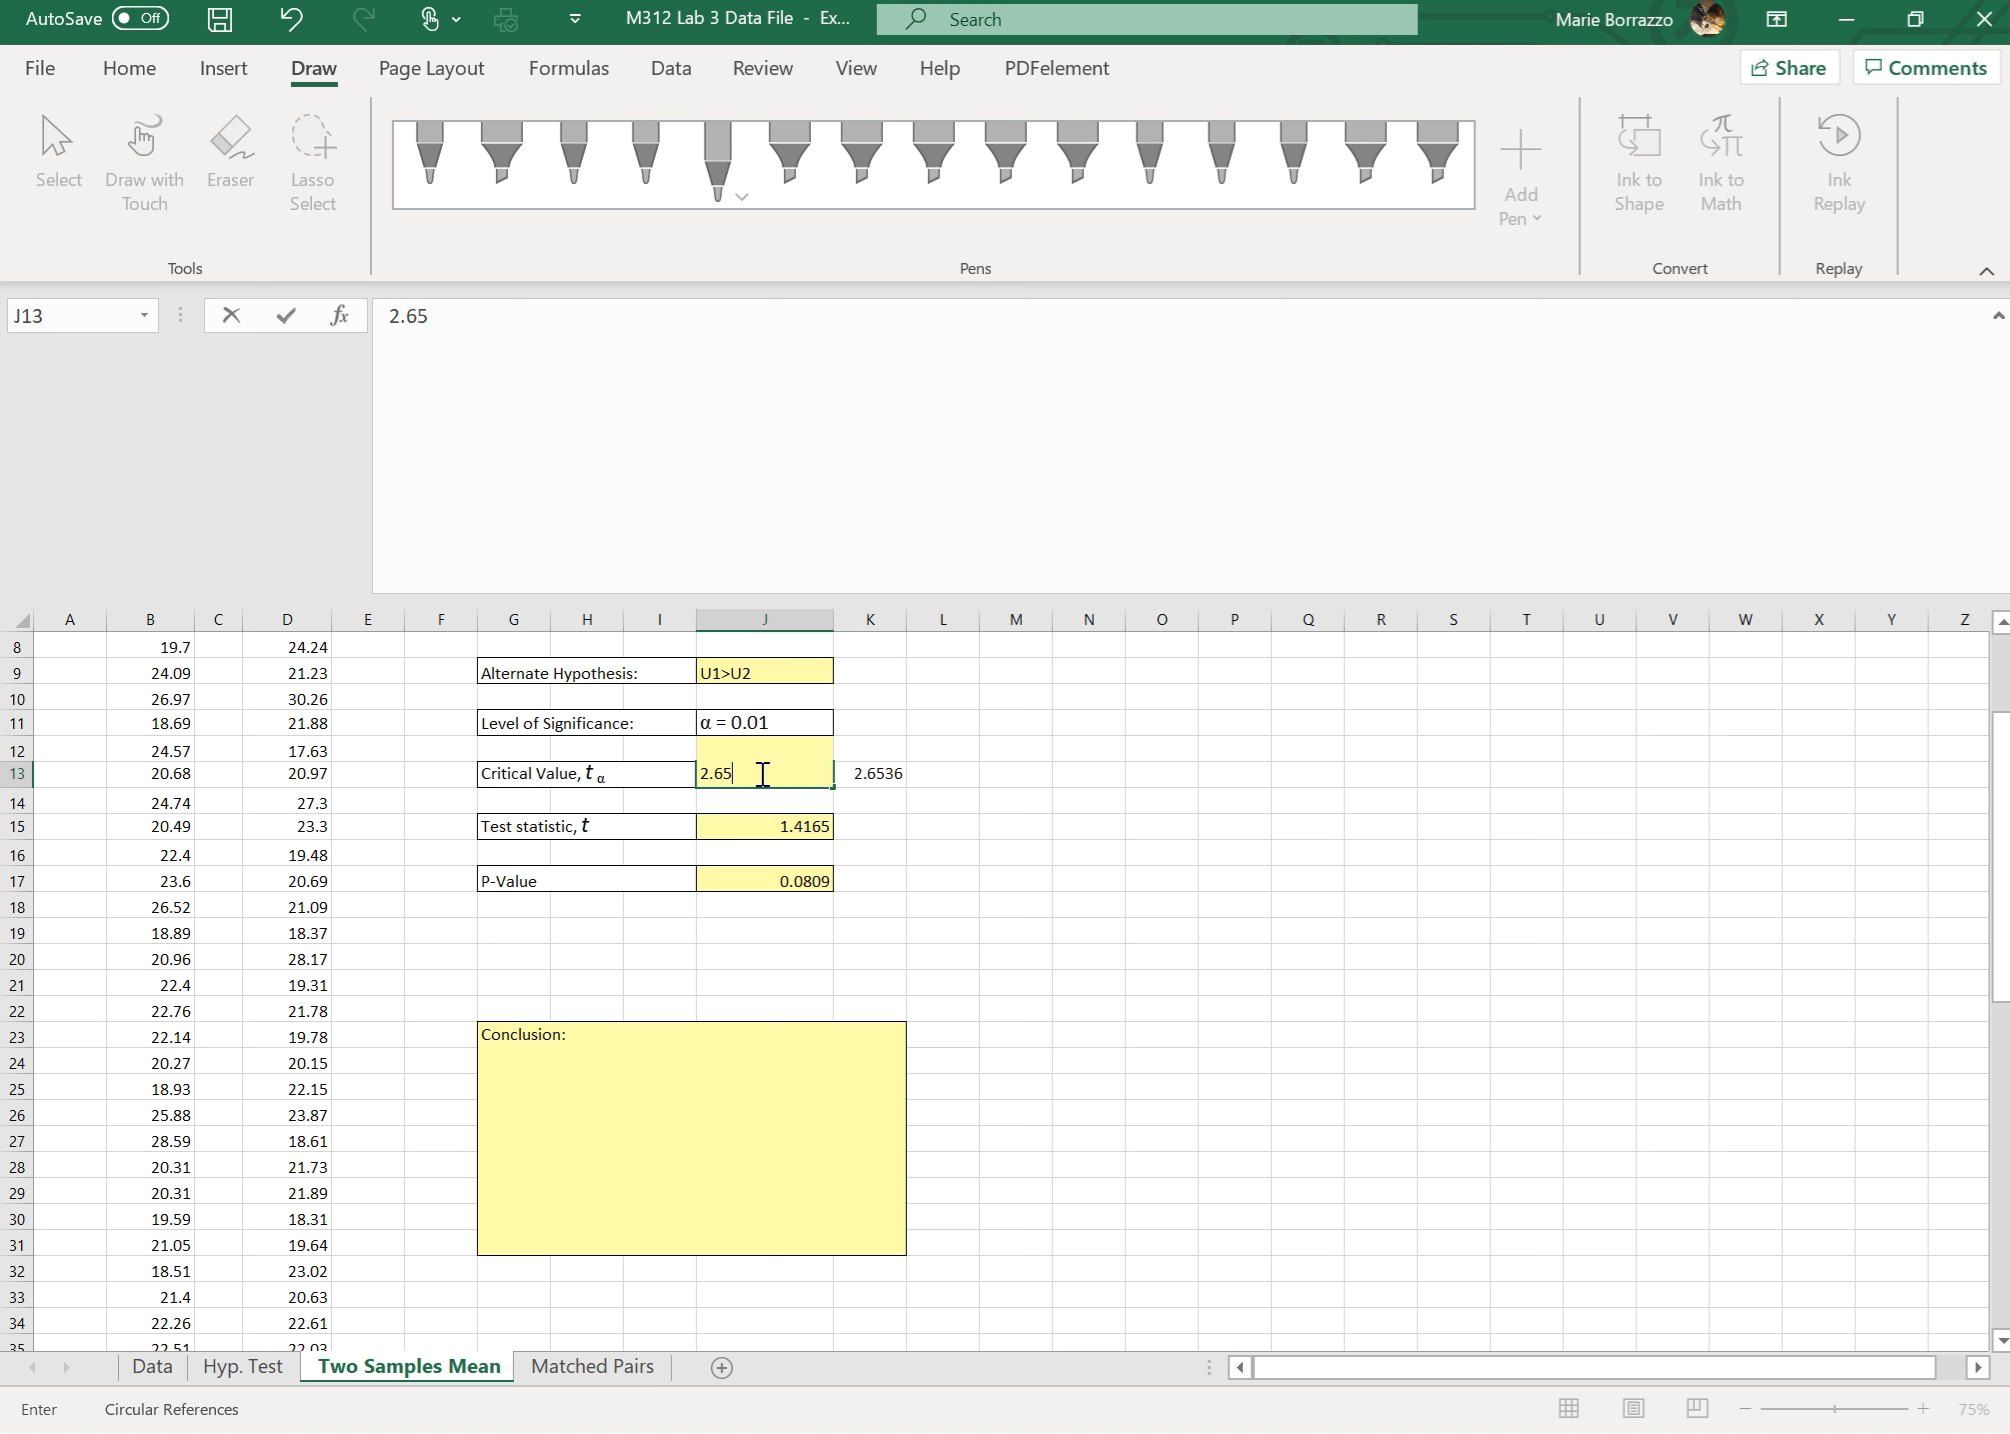 AutoSave Off M312 Lab 3 Data File - Ex... Search Marie Borrazzo
File Home Insert Draw Page Layout Formulas Data Review View Help PDFelement Share Comments
Select Draw with Touch Eraser Lasso Select Add Pen Ink to Shape Ink to Math Ink Replay
Tools Pens Convert Replay
J13 fx 2.65
A B C D E F G H I J K L M N O P Q R S T U V W X Y Z
8 19.7 24.24
9 24.09 21.23 Alternate Hypothesis: U1>U2
10 26.97 30.26
11 18.69 21.88 Level of Significance: α = 0.01
12 24.57 17.63
13 20.68 20.97 Critical Value, t α 2.65 2.6536
14 24.74 27.3
15 20.49 23.3 Test statistic, t 1.4165
16 22.4 19.48
17 23.6 20.69 P-Value 0.0809
18 26.52 21.09
19 18.89 18.37
20 20.96 28.17
21 22.4 19.31
22 22.76 21.78
23 22.14 19.78 Conclusion:
24 20.27 20.15
25 18.93 22.15
26 25.88 23.87
27 28.59 18.61
28 20.31 21.73
29 20.31 21.89
30 19.59 18.31
31 21.05 19.64
32 18.51 23.02
33 21.4 20.63
34 22.26 22.61
35 22.51 22.03
Data Hyp. Test Two Samples Mean Matched Pairs
Enter Circular References 75%